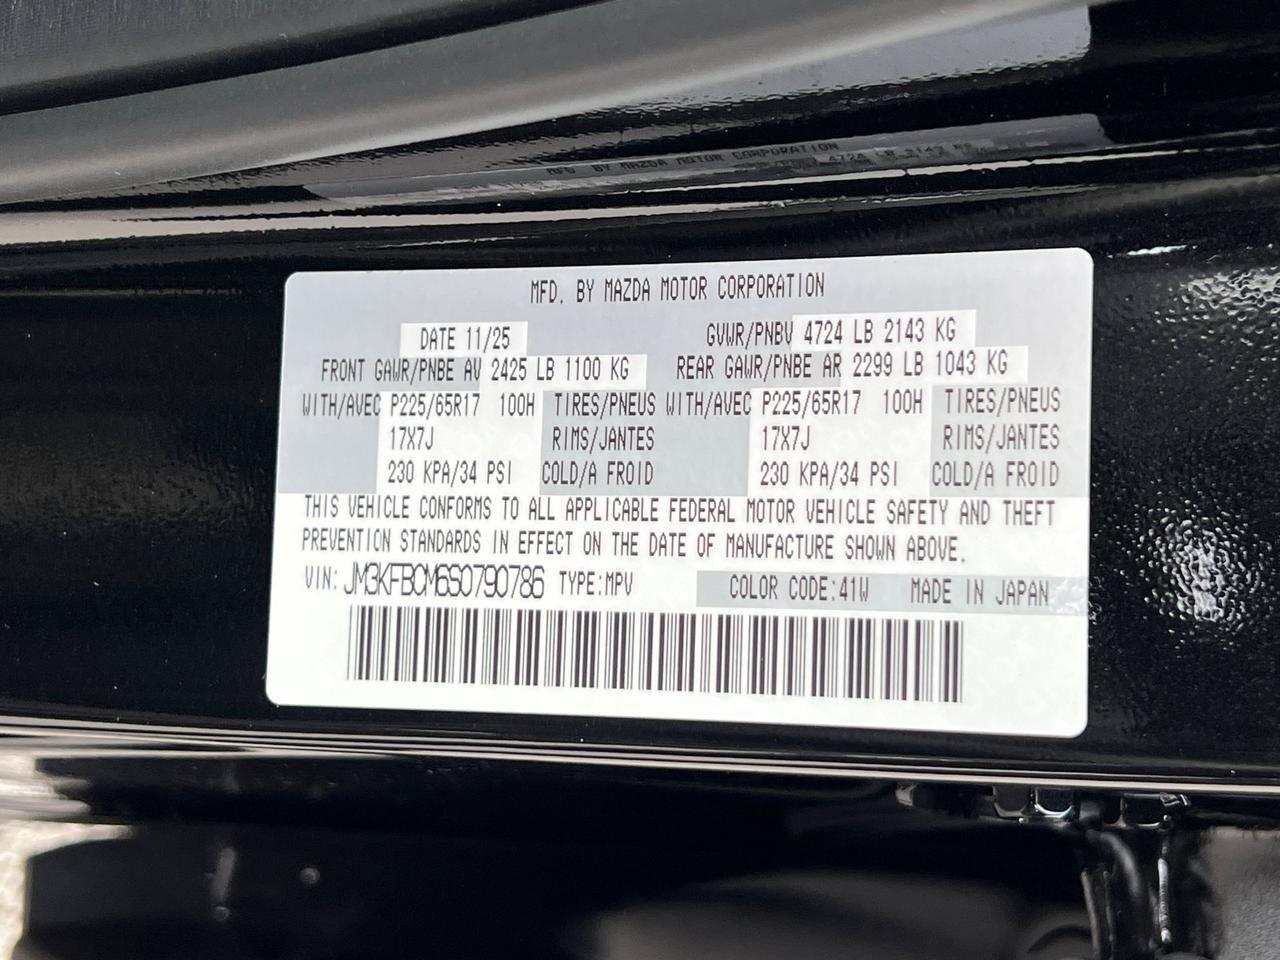 MFD. BY MAZDA MOTOR CORPORATION
DATE 11/25 GVWR/PNBV 4724 LB 2143 KG
FRONT GAWR/PNBE AV 2425 LB 1100 KG REAR GAWR/PNBE AR 2299 LB 1043 KG
WITH/AVEC P225/65R17 100H TIRES/PNEUS WITH/AVEC P225/65R17 100H TIRES/PNEUS
17X7J RIMS/JANTES 17X7J RIMS/JANTES
230 KPA/34 PSI COLD/A FROID 230 KPA/34 PSI COLD/A FROID
THIS VEHICLE CONFORMS TO ALL APPLICABLE FEDERAL MOTOR VEHICLE SAFETY AND THEFT
PREVENTION STANDARDS IN EFFECT ON THE DATE OF MANUFACTURE SHOWN ABOVE.
VIN: JM3KFBCM6S0790786 TYPE:MPV COLOR CODE:41W MADE IN JAPAN